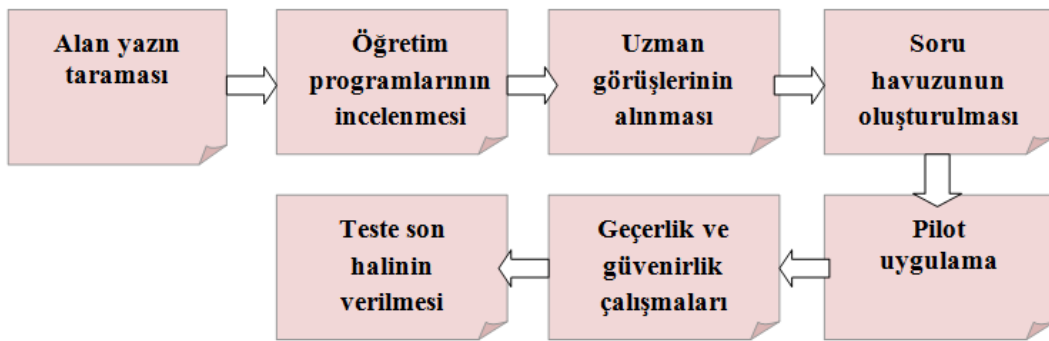 Alan yazın
taraması
Öğretim
programlarının
incelenmesi
Uzman
görüşlerinin
alınması
Soru
havuzunun
oluşturulması
Pilot
uygulama
Geçerlik ve
güvenirlik
çalışmaları
Teste son
halinin
verilmesi